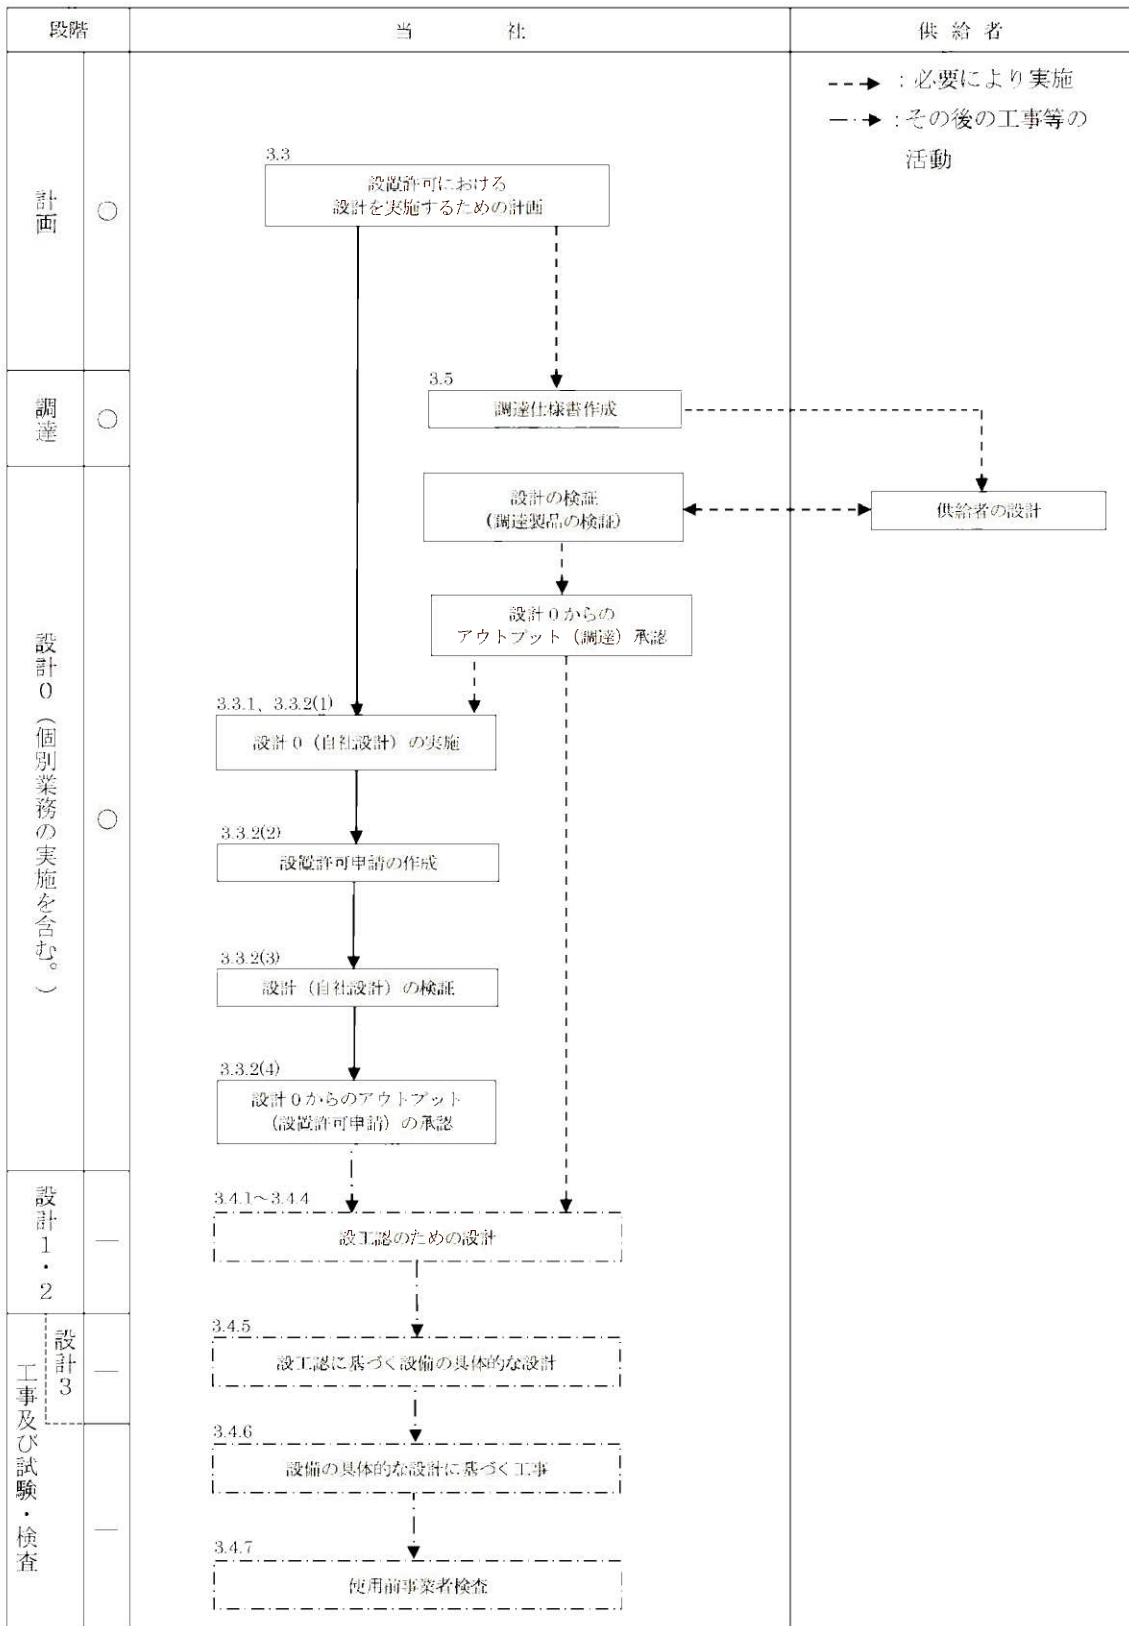 段階
当社
供給者
: 必要により実施
: その後の工事等の
活動
計画
○
3.3
設置許可における
設計を実施するための計画
調達
○
3.5
調達仕様書作成
設計0(個別業務の実施を含む。)
○
設計の検証
(調達製品の検証)
供給者の設計
設計0からの
アウトプット(調達)承認
3.3.1、3.3.2(1)
設計0(自社設計)の実施
3.3.2(2)
設置許可申請の作成
3.3.2(3)
設計(自社設計)の検証
3.3.2(4)
設計0からのアウトプット
(設置許可申請)の承認
設計1・2
—
3.4.1～3.4.4
設工認のための設計
工事及び試験・検査
設計3
—
3.4.5
設工認に基づく設備の具体的な設計
—
3.4.6
設備の具体的な設計に基づく工事
3.4.7
使用前事業者検査